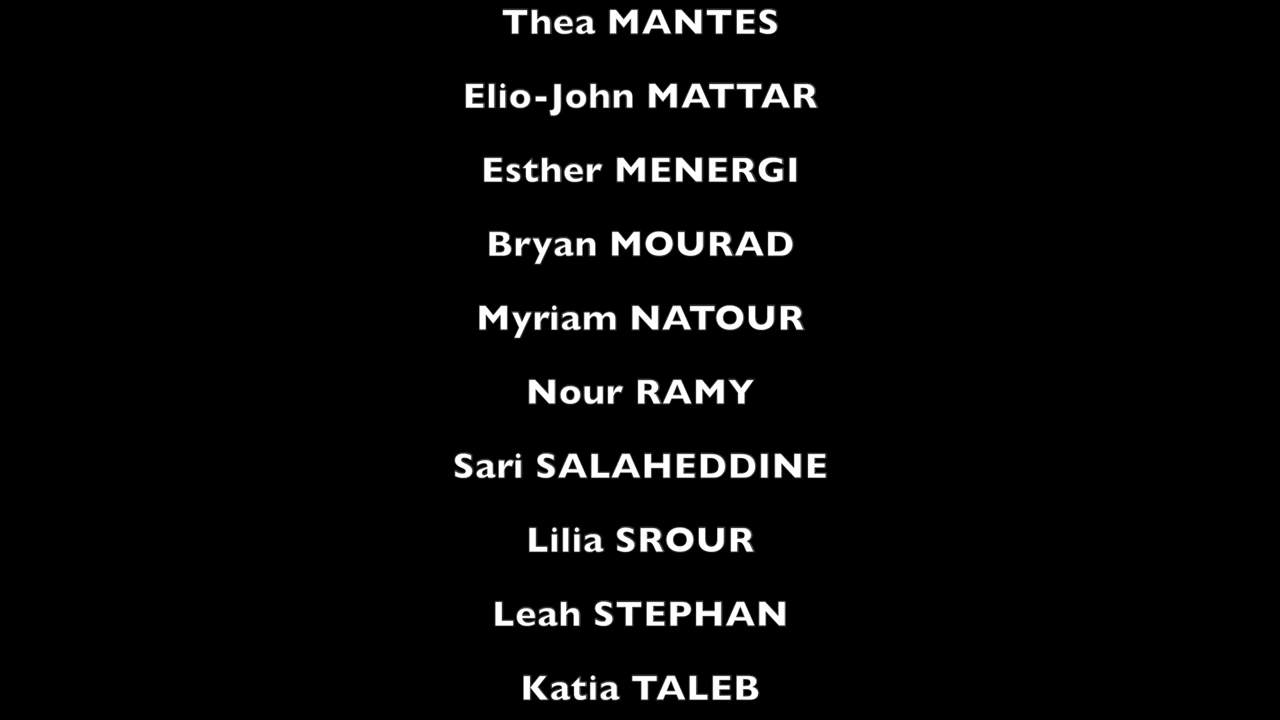 Thea MANTES
Elio-John MATTAR
Esther MENERGI
Bryan MOURAD
Myriam NATOUR
Nour RAMY
Sari SALAHEDDINE
Lilia SROUR
Leah STEPHAN
Katia TALEB